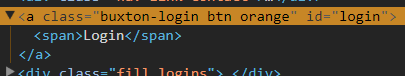 <a class="buxton-login btn orange" id="login">
<span>Login</span>
</a>
<div class="fill logins"> </div>